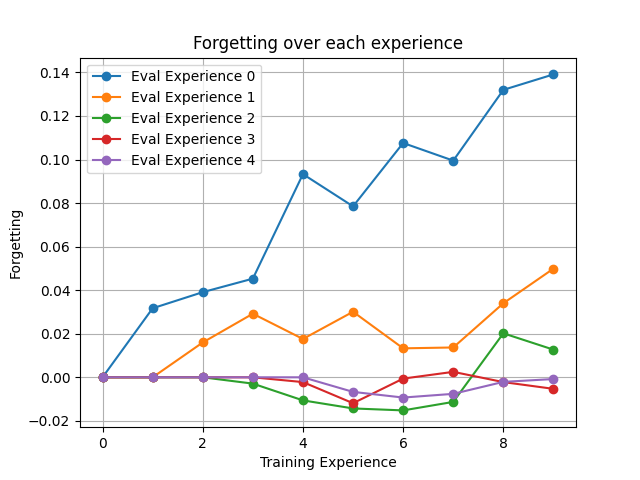 Forgetting over each experience
0.14
0.12
0.10
0.08
0.06
0.04
0.02
0.00
−0.02
Forgetting
Eval Experience 0
Eval Experience 1
Eval Experience 2
Eval Experience 3
Eval Experience 4
0 2 4 6 8
Training Experience